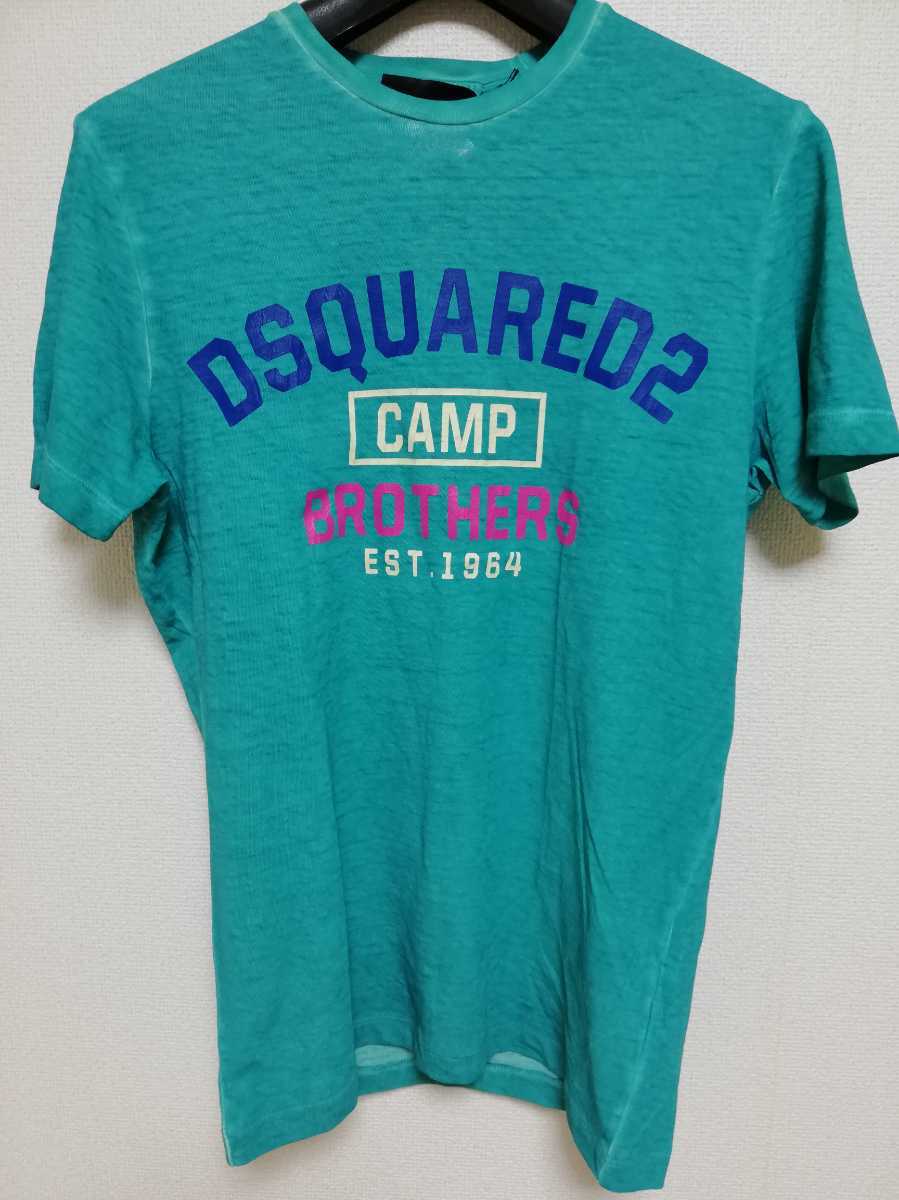 DSQUARED2
CAMP
BROTHERS
EST.1964